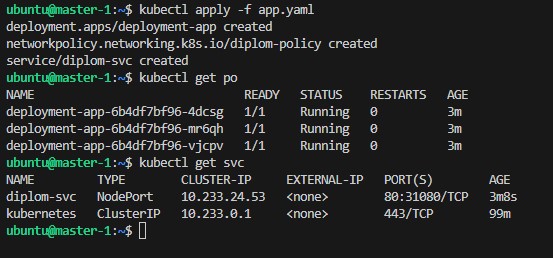 ubuntu@master-1:~$ kubectl apply -f app.yaml
deployment.apps/deployment-app created
networkpolicy.networking.k8s.io/diplom-policy created
service/diplom-svc created
ubuntu@master-1:~$ kubectl get po
NAME                              READY   STATUS    RESTARTS   AGE
deployment-app-6b4df7bf96-4dcsg   1/1     Running   0          3m
deployment-app-6b4df7bf96-mr6qh   1/1     Running   0          3m
deployment-app-6b4df7bf96-vjcpv   1/1     Running   0          3m
ubuntu@master-1:~$ kubectl get svc
NAME         TYPE        CLUSTER-IP     EXTERNAL-IP   PORT(S)        AGE
diplom-svc   NodePort    10.233.24.53   <none>        80:31080/TCP   3m8s
kubernetes   ClusterIP   10.233.0.1     <none>        443/TCP        99m
ubuntu@master-1:~$